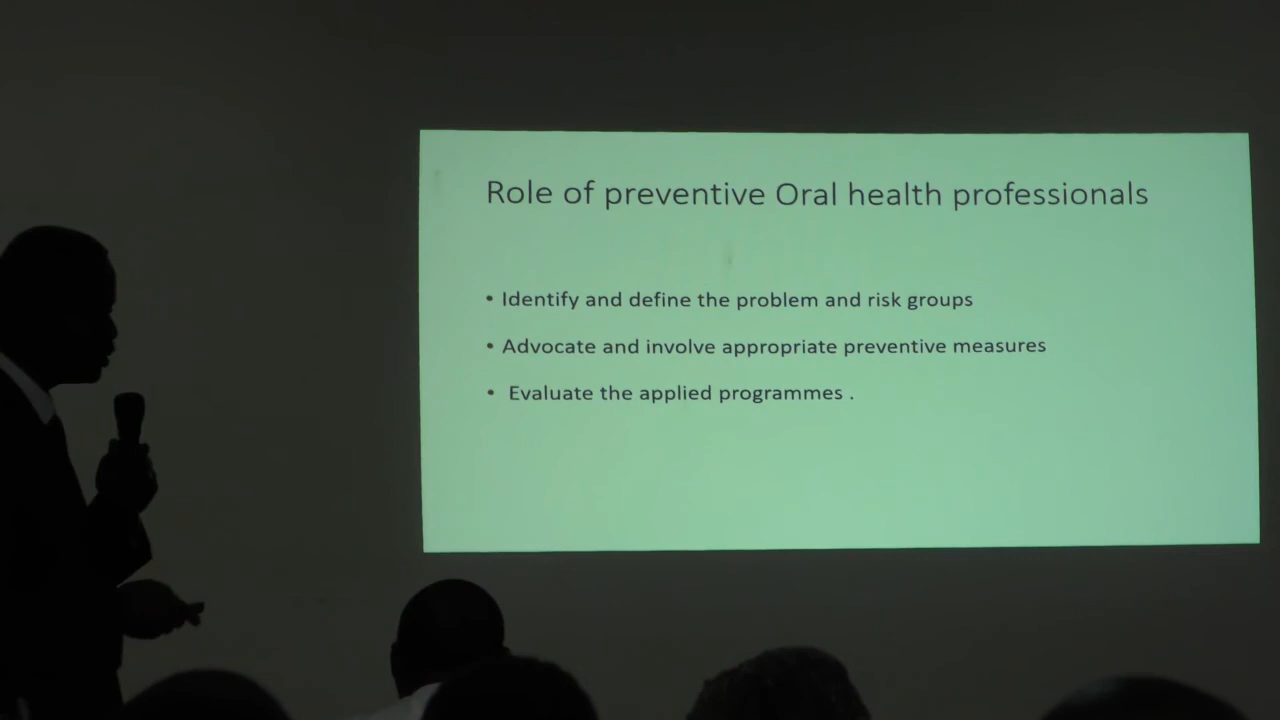 Role of preventive Oral health professionals
• Identify and define the problem and risk groups
• Advocate and involve appropriate preventive measures
• Evaluate the applied programmes .